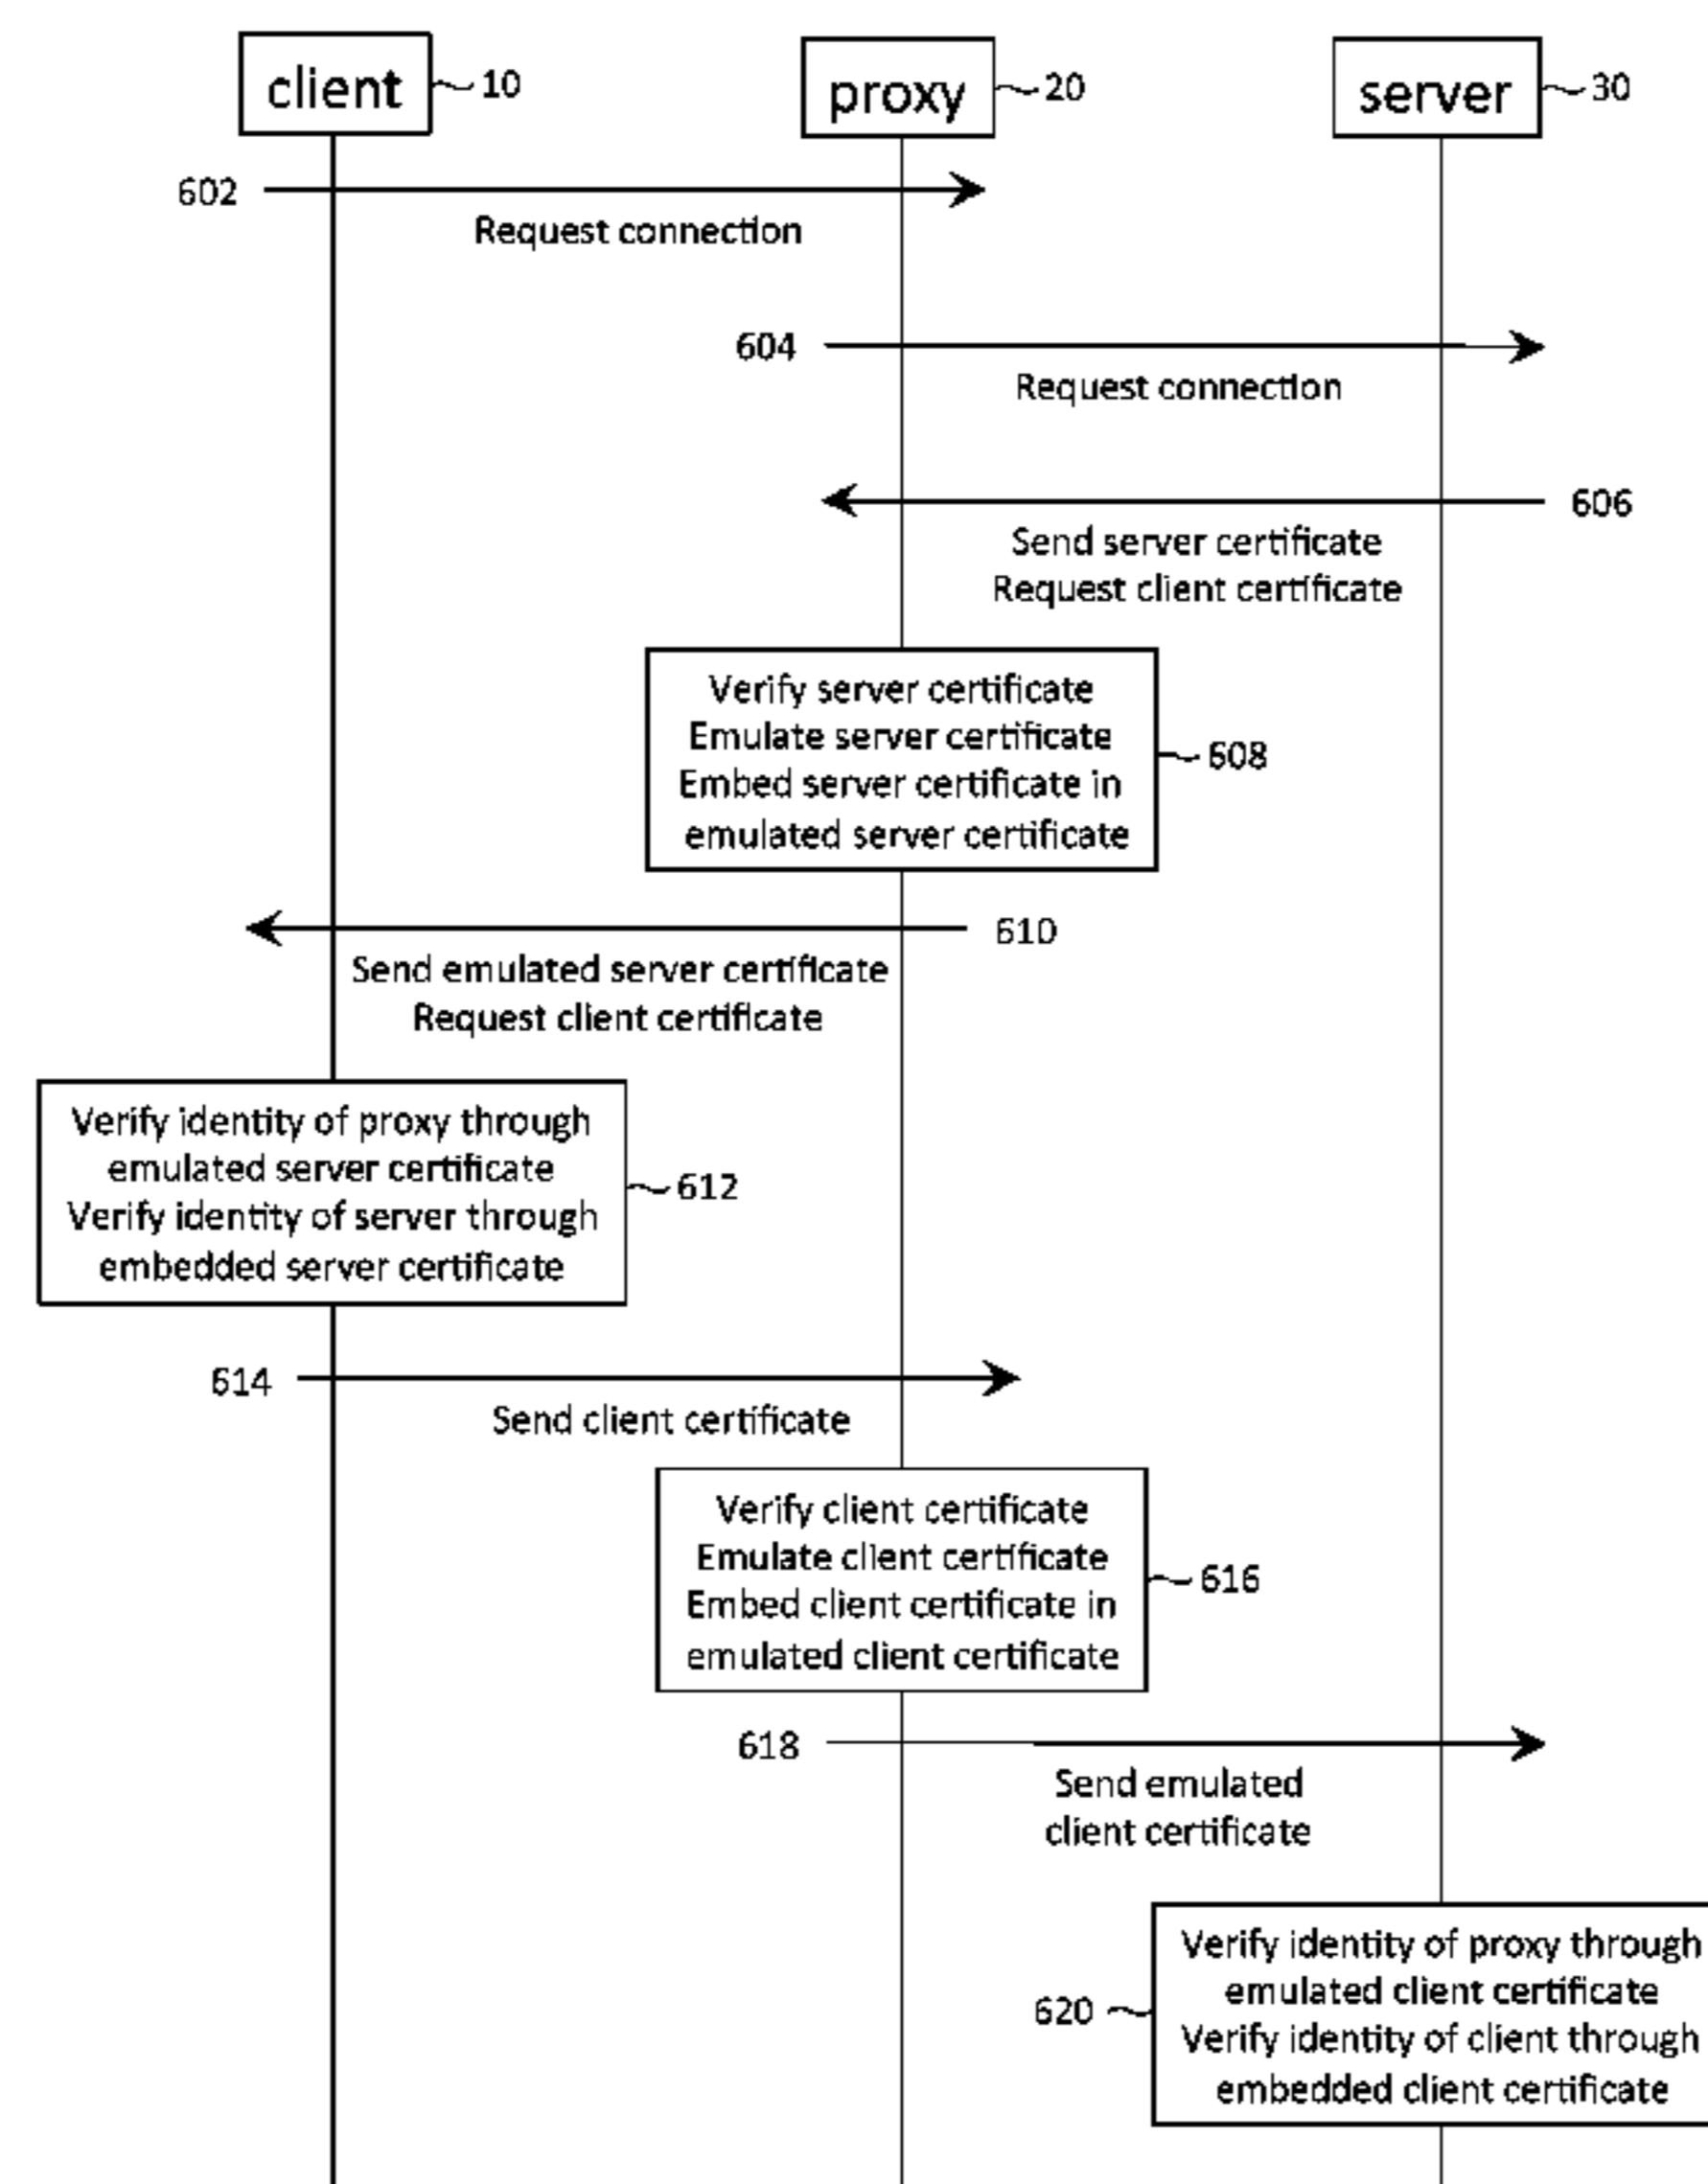 client
10
proxy
20
server
30
602
Request connection
604
Request connection
606
Send server certificate
Request client certificate
Verify server certificate
Emulate server certificate
Embed server certificate in
emulated server certificate
608
610
Send emulated server certificate
Request client certificate
Verify identity of proxy through
emulated server certificate
Verify identity of server through
embedded server certificate
612
614
Send client certificate
Verify client certificate
Emulate client certificate
Embed client certificate in
emulated client certificate
616
618
Send emulated
client certificate
Verify identity of proxy through
emulated client certificate
Verify identity of client through
embedded client certificate
620